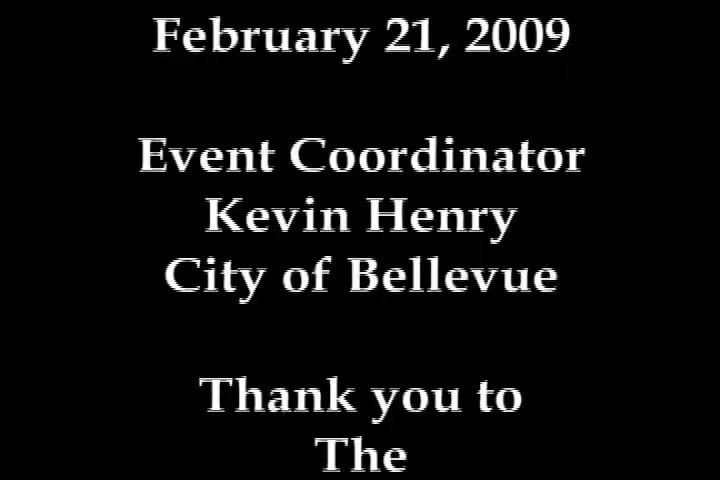 February 21, 2009
Event Coordinator
Kevin Henry
City of Bellevue
Thank you to
The